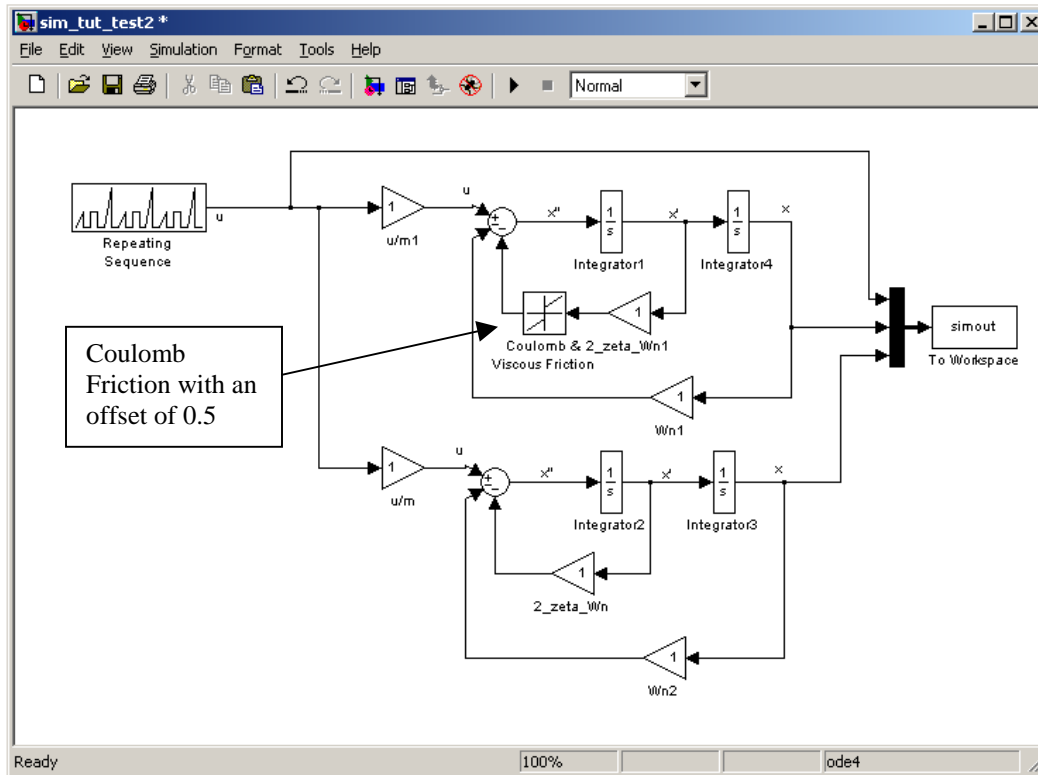 sim_tut_test2 *
File Edit View Simulation Format Tools Help
Normal
u
Repeating
Sequence
1
u/m1
u
+
−
−
x''
1
s
Integrator1
x'
1
s
Integrator4
x
1
Coulomb & 2_zeta_Wn1
Viscous Friction
1
Wn1
simout
To Workspace
Coulomb
Friction with an
offset of 0.5
1
u/m
u
+
−
−
x''
1
s
Integrator2
x'
1
s
Integrator3
x
1
2_zeta_Wn
1
Wn2
Ready
100%
ode4